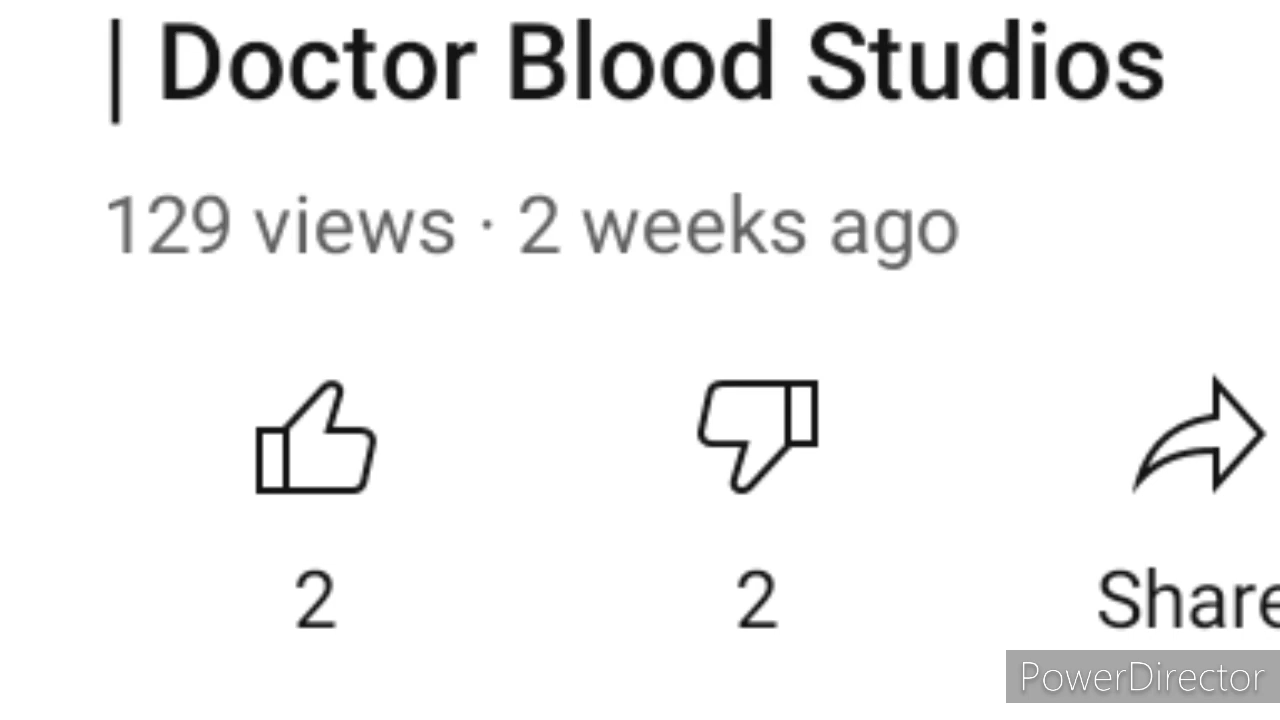 | Doctor Blood Studios
129 views · 2 weeks ago
2 2 Share
PowerDirector